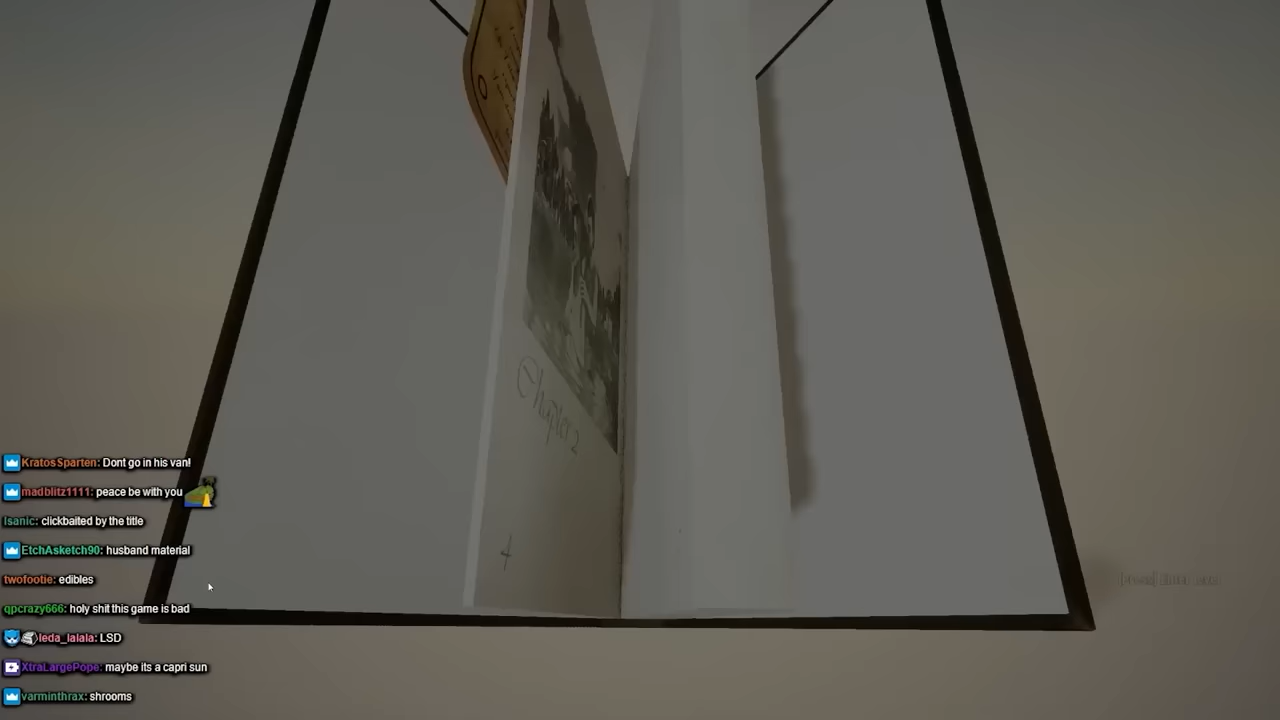 Chapter 2
4
KratosSparten: Dont go in his van!
madblitz1111: peace be with you
lsanic: clickbaited by the title
EtchAsketch90: husband material
twofootie: edibles
qpcrazy666: holy shit this game is bad
leda_lalala: LSD
XtraLargePope: maybe its a capri sun
varminthrax: shrooms